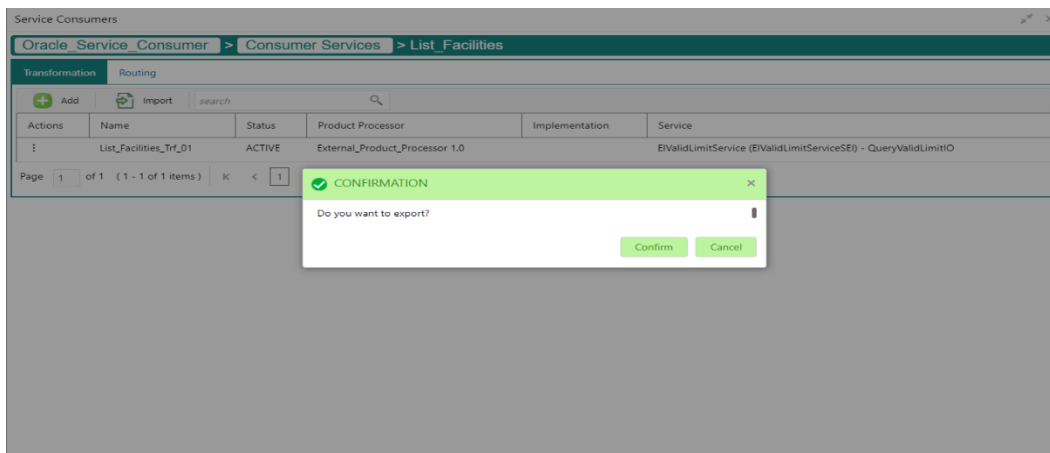 Service Consumers
Oracle_Service_Consumer > Consumer Services > List_Facilities
Transformation Routing
Add Import search
Actions Name Status Product Processor Implementation Service
List_Facilities_Trf_01 ACTIVE External_Product_Processor 1.0 EIValidLimitService (EIValidLimitServiceSEI) - QueryValidLimitIO
Page 1 of 1 (1 - 1 of 1 items) K < 1
CONFIRMATION
Do you want to export?
Confirm Cancel